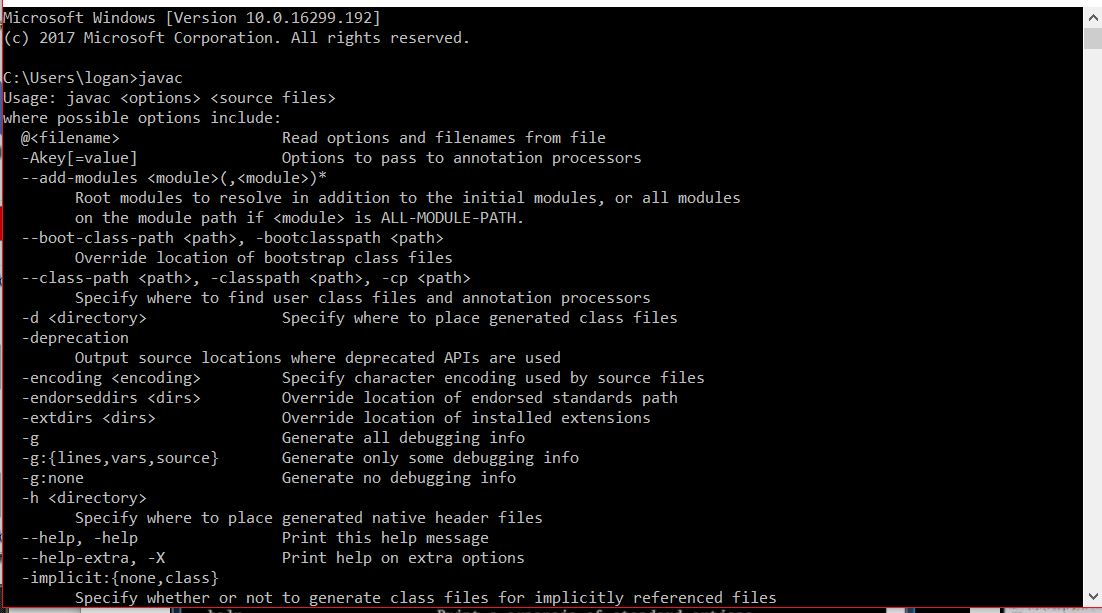 Microsoft Windows [Version 10.0.16299.192]
(c) 2017 Microsoft Corporation. All rights reserved.
C:\Users\logan>javac
Usage: javac <options> <source files>
where possible options include:
@<filename> Read options and filenames from file
-Akey[=value] Options to pass to annotation processors
--add-modules <module>(,<module>)*
Root modules to resolve in addition to the initial modules, or all modules
on the module path if <module> is ALL-MODULE-PATH.
--boot-class-path <path>, -bootclasspath <path>
Override location of bootstrap class files
--class-path <path>, -classpath <path>, -cp <path>
Specify where to find user class files and annotation processors
-d <directory> Specify where to place generated class files
-deprecation
Output source locations where deprecated APIs are used
-encoding <encoding> Specify character encoding used by source files
-endorseddirs <dirs> Override location of endorsed standards path
-extdirs <dirs> Override location of installed extensions
-g Generate all debugging info
-g:{lines,vars,source} Generate only some debugging info
-g:none Generate no debugging info
-h <directory>
Specify where to place generated native header files
--help, -help Print this help message
--help-extra, -X Print help on extra options
-implicit:{none,class}
Specify whether or not to generate class files for implicitly referenced files